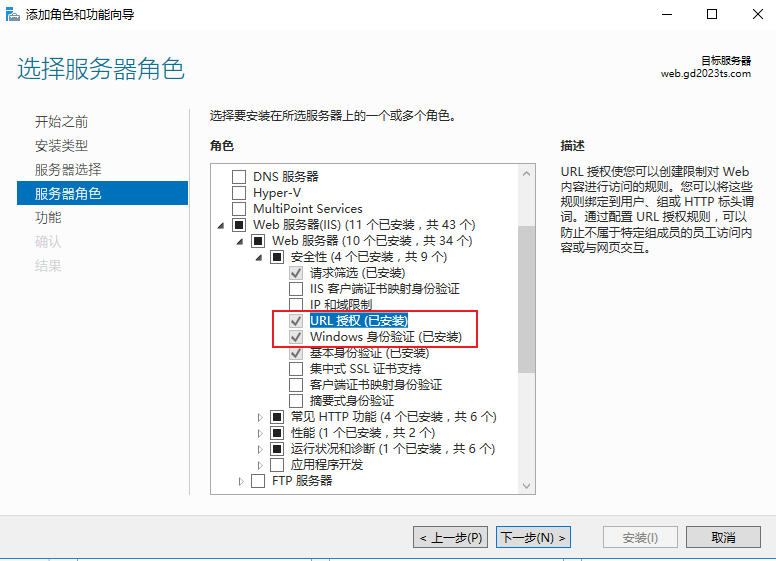 添加角色和功能向导
选择服务器角色
目标服务器
web.gd2023ts.com
开始之前
安装类型
服务器选择
服务器角色
功能
确认
结果
选择要安装在所选服务器上的一个或多个角色。
角色
DNS 服务器
Hyper-V
MultiPoint Services
Web 服务器(IIS) (11 个已安装，共 43 个)
Web 服务器 (10 个已安装，共 34 个)
安全性 (4 个已安装，共 9 个)
请求筛选 (已安装)
IIS 客户端证书映射身份验证
IP 和域限制
URL 授权 (已安装)
Windows 身份验证 (已安装)
基本身份验证 (已安装)
集中式 SSL 证书支持
客户端证书映射身份验证
摘要式身份验证
常见 HTTP 功能 (4 个已安装，共 6 个)
性能 (1 个已安装，共 2 个)
运行状况和诊断 (1 个已安装，共 6 个)
应用程序开发
FTP 服务器
描述
URL 授权使您可以创建限制对 Web
内容进行访问的规则。您可以将这些
规则绑定到用户、组或 HTTP 标头谓
词。通过配置 URL 授权规则，可以
防止不属于特定组成员的员工访问内
容或与网页交互。
< 上一步(P)
下一步(N) >
安装(I)
取消